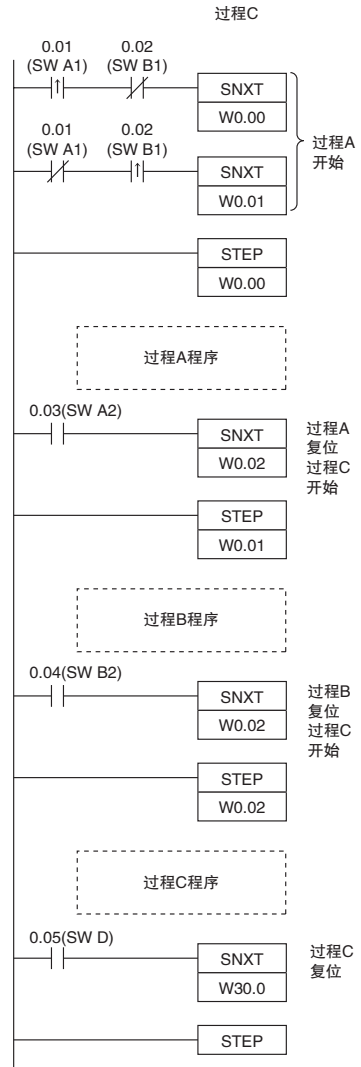 过程C
0.01 0.02
(SW A1) (SW B1)
SNXT
W0.00
0.01 0.02
(SW A1) (SW B1)
SNXT
W0.01
过程A
开始
STEP
W0.00
过程A程序
0.03(SW A2)
SNXT
W0.02
过程A
复位
过程C
开始
STEP
W0.01
过程B程序
0.04(SW B2)
SNXT
W0.02
过程B
复位
过程C
开始
STEP
W0.02
过程C程序
0.05(SW D)
SNXT
W30.0
过程C
复位
STEP